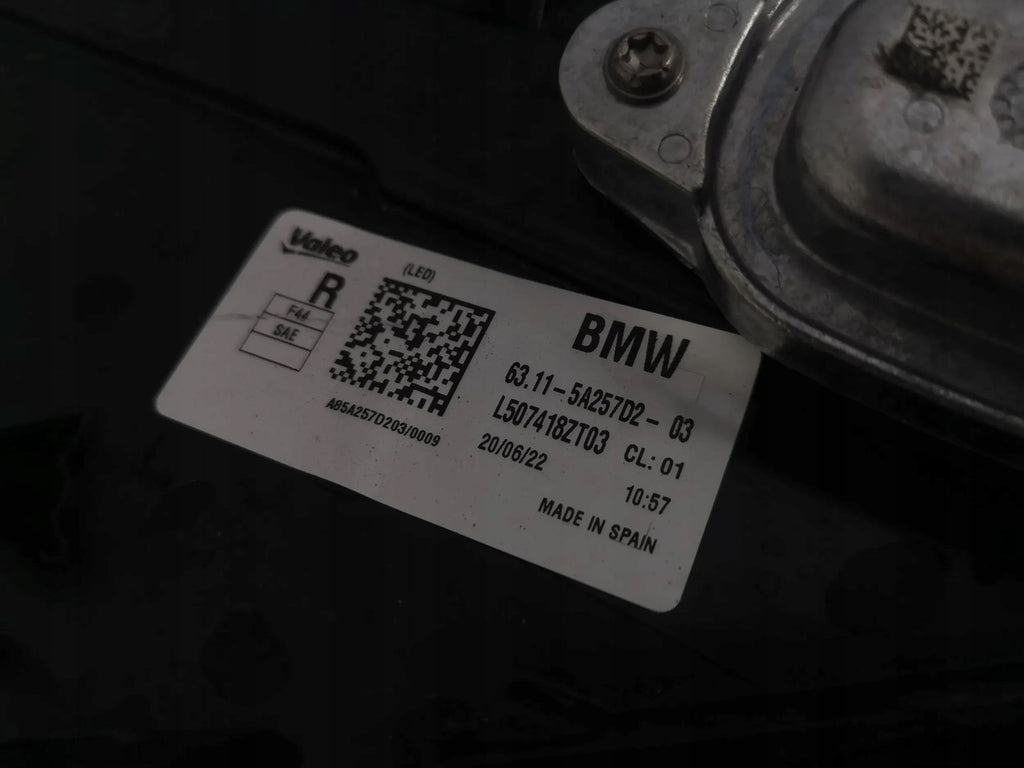 Valeo
(LED)
R
F44
SAE
A85A257D203/0009
BMW
63.11-5A257D2-03
L507418ZT03 CL: 01
20/06/22 10:57
MADE IN SPAIN